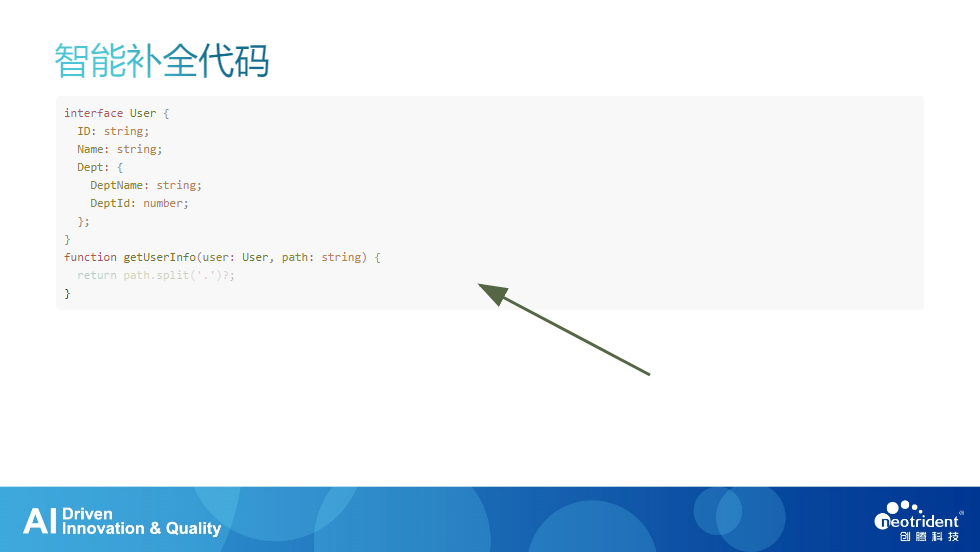 智能补全代码
interface User {
  ID: string;
  Name: string;
  Dept: {
    DeptName: string;
    DeptId: number;
  };
}
function getUserInfo(user: User, path: string) {
  return path.split('.')?;
}
AI Driven
Innovation & Quality
neotrident®
创腾科技